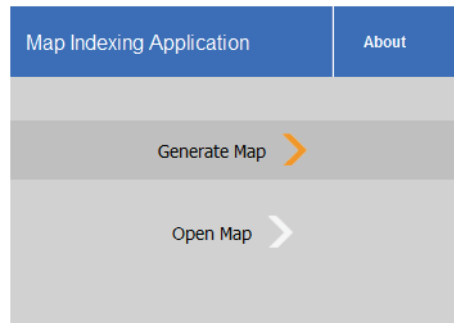 Map Indexing Application
About
Generate Map
Open Map